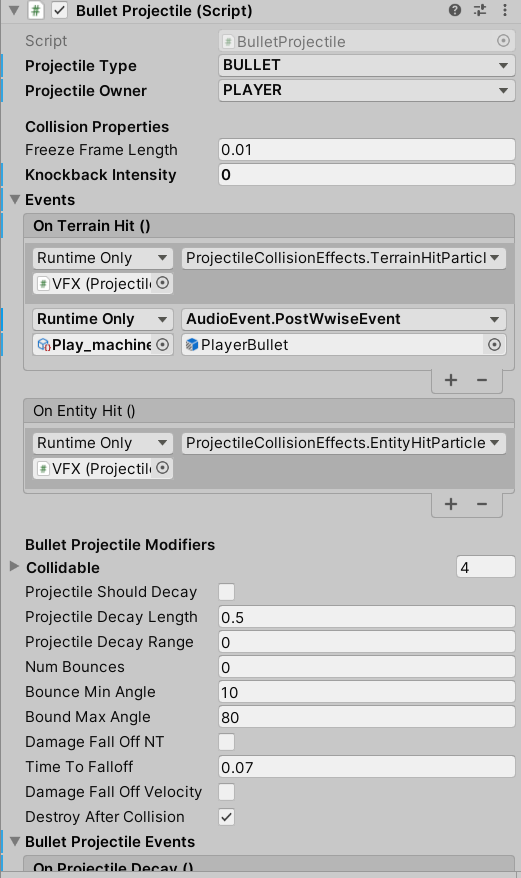 Bullet Projectile (Script)
Script BulletProjectile
Projectile Type BULLET
Projectile Owner PLAYER
Collision Properties
Freeze Frame Length 0.01
Knockback Intensity 0
Events
On Terrain Hit ()
Runtime Only ProjectileCollisionEffects.TerrainHitParticl
VFX (Projectil
Runtime Only AudioEvent.PostWwiseEvent
Play_machine PlayerBullet
+ −
On Entity Hit ()
Runtime Only ProjectileCollisionEffects.EntityHitParticle
VFX (Projectil
+ −
Bullet Projectile Modifiers
Collidable 4
Projectile Should Decay
Projectile Decay Length 0.5
Projectile Decay Range 0
Num Bounces 0
Bounce Min Angle 10
Bound Max Angle 80
Damage Fall Off NT
Time To Falloff 0.07
Damage Fall Off Velocity
Destroy After Collision
Bullet Projectile Events
On Projectile Decay ()